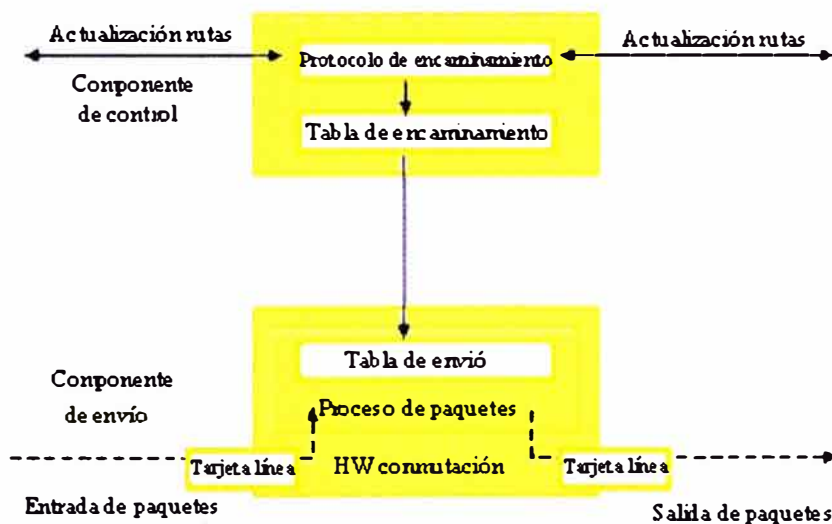 Actualización rutas
Actualización rutas
Protocolo de encaminamiento
Componente
de control
Tabla de encaminamiento
Tabla de envió
Componente
de envío
Proceso de paquetes
Tarjeta línea
HW conmutación
Tarjeta línea
Entrada de paquetes
Salida de paquetes